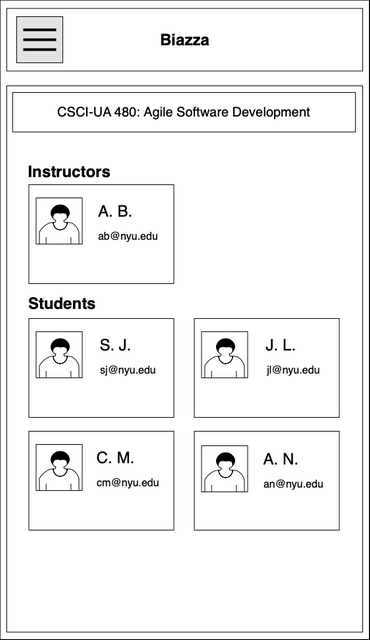 Biazza
CSCI-UA 480: Agile Software Development
Instructors
A. B.
ab@nyu.edu
Students
S. J.
sj@nyu.edu
J. L.
jl@nyu.edu
C. M.
cm@nyu.edu
A. N.
an@nyu.edu